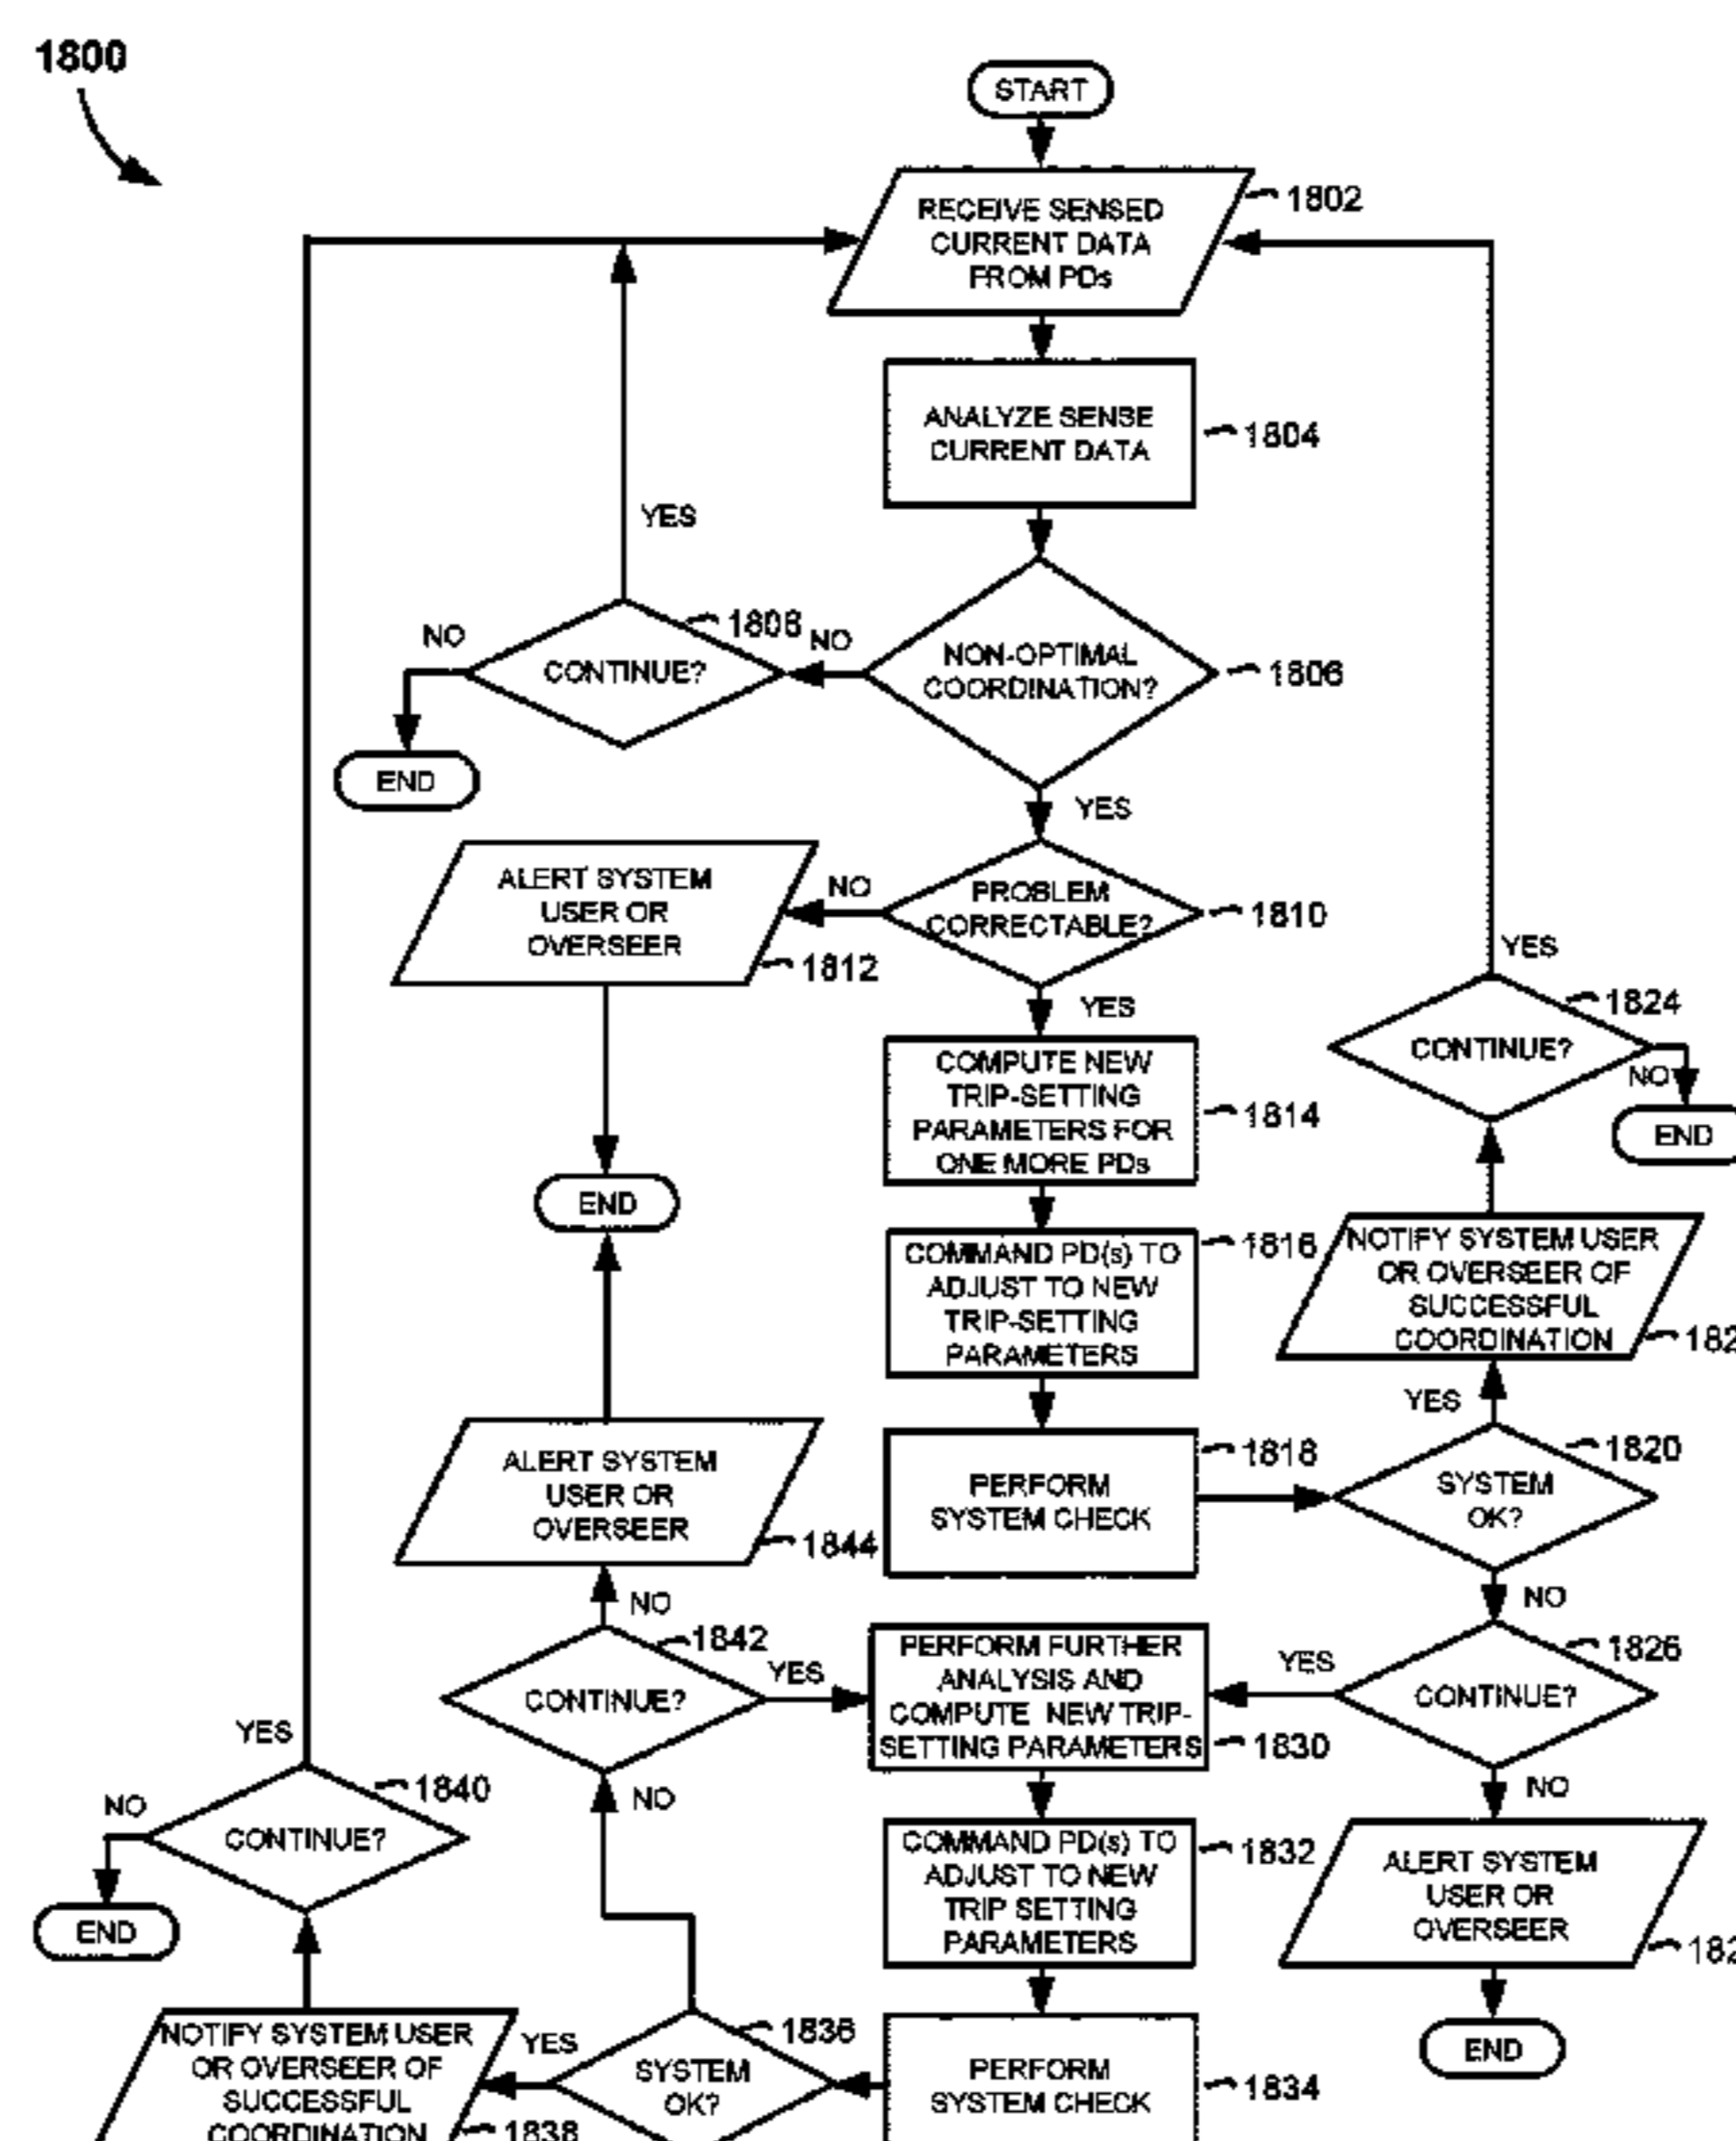 1800
START
RECEIVE SENSED
CURRENT DATA
FROM PDs
1802
ANALYZE SENSE
CURRENT DATA
1804
YES
NON-OPTIMAL
COORDINATION?
1806
NO
CONTINUE?
1808
NO
END
YES
PROBLEM
CORRECTABLE?
1810
NO
ALERT SYSTEM
USER OR
OVERSEER
1812
END
YES
COMPUTE NEW
TRIP-SETTING
PARAMETERS FOR
ONE MORE PDs
1814
COMMAND PD(s) TO
ADJUST TO NEW
TRIP-SETTING
PARAMETERS
1816
PERFORM
SYSTEM CHECK
1818
YES
CONTINUE?
1824
NO
END
NOTIFY SYSTEM USER
OR OVERSEER OF
SUCCESSFUL
COORDINATION
YES
SYSTEM
OK?
1820
NO
CONTINUE?
1826
YES
NO
ALERT SYSTEM
USER OR
OVERSEER
END
PERFORM FURTHER
ANALYSIS AND
COMPUTE NEW TRIP-
SETTING PARAMETERS
1830
COMMAND PD(s) TO
ADJUST TO NEW
TRIP SETTING
PARAMETERS
1832
PERFORM
SYSTEM CHECK
1834
SYSTEM
OK?
1836
NO
CONTINUE?
1842
YES
NO
ALERT SYSTEM
USER OR
OVERSEER
1844
YES
NOTIFY SYSTEM USER
OR OVERSEER OF
SUCCESSFUL
COORDINATION
1838
CONTINUE?
1840
YES
NO
END